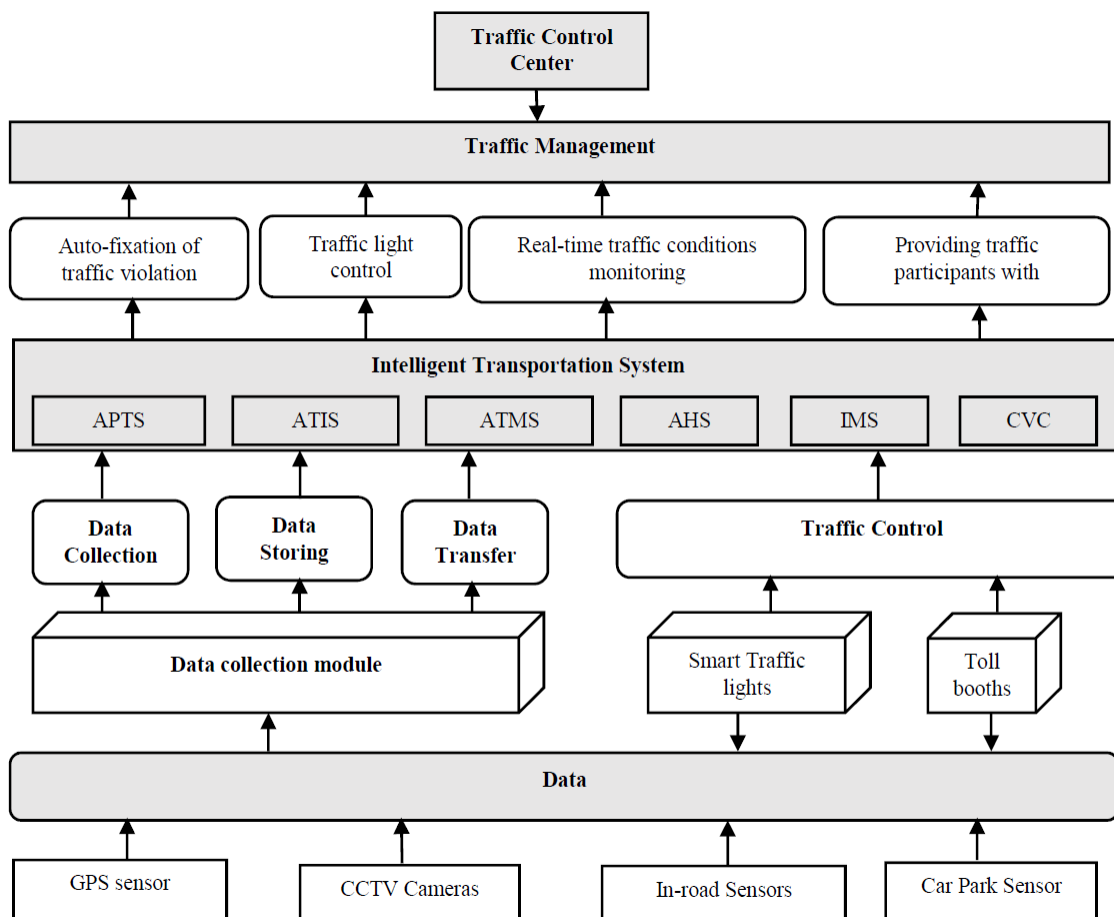 Traffic Control
Center
Traffic Management
Auto-fixation of
traffic violation
Traffic light
control
Real-time traffic conditions
monitoring
Providing traffic
participants with
Intelligent Transportation System
APTS
ATIS
ATMS
AHS
IMS
CVC
Data
Collection
Data
Storing
Data
Transfer
Traffic Control
Data collection module
Smart Traffic
lights
Toll
booths
Data
GPS sensor
CCTV Cameras
In-road Sensors
Car Park Sensor